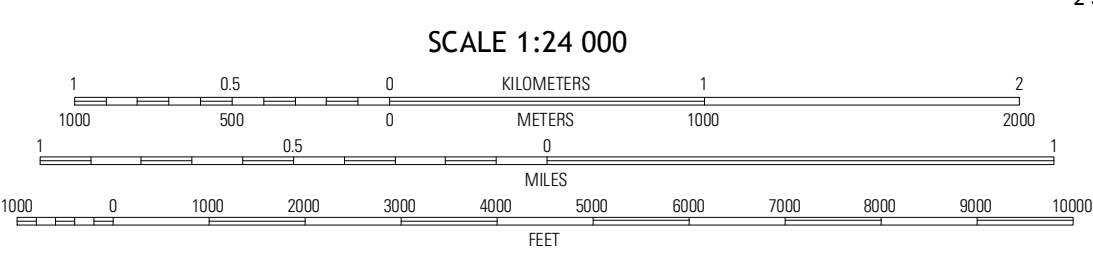 SCALE 1:24 000
1 0.5 0 KILOMETERS 1 2
1000 500 0 METERS 1000 2000
1 0.5 0 1
MILES
1000 0 1000 2000 3000 4000 5000 6000 7000 8000 9000 10000
FEET